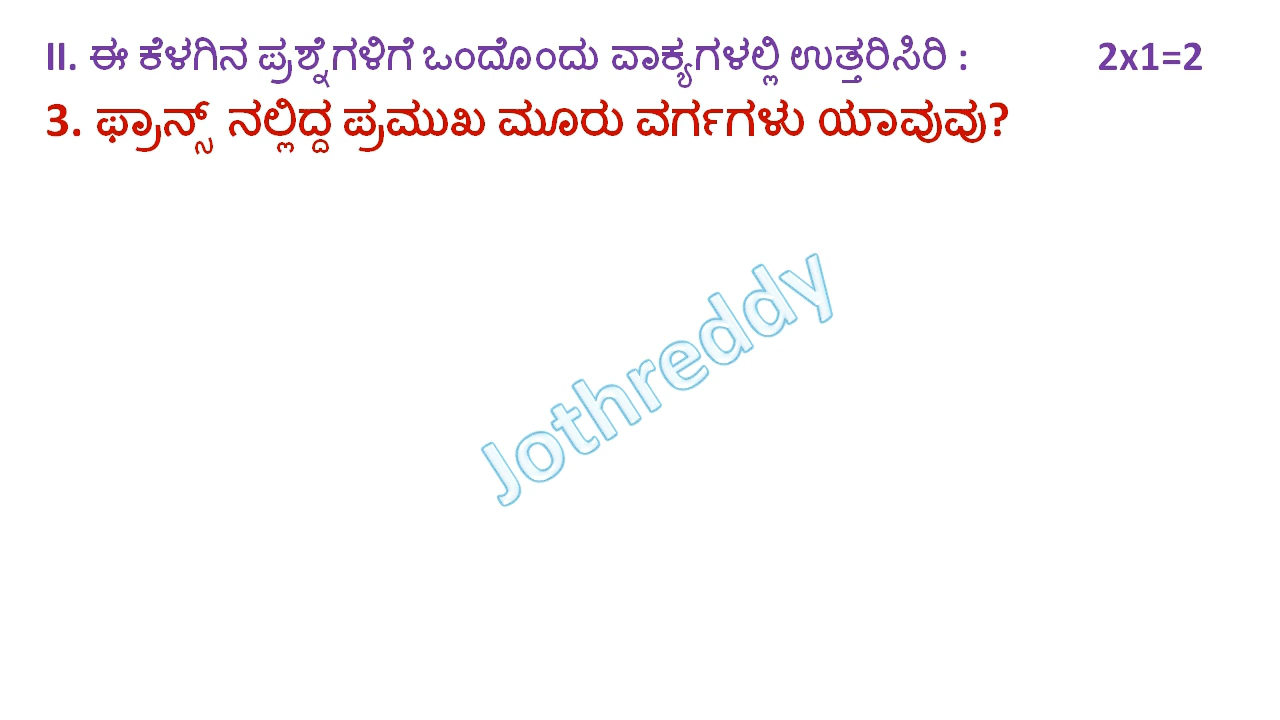 II. ಈ ಕೆಳಗಿನ ಪ್ರಶ್ನೆಗಳಿಗೆ ಒಂದೊಂದು ವಾಕ್ಯಗಳಲ್ಲಿ ಉತ್ತರಿಸಿರಿ : 2x1=2
3. ಫ್ರಾನ್ಸ್ ನಲ್ಲಿದ್ದ ಪ್ರಮುಖ ಮೂರು ವರ್ಗಗಳು ಯಾವುವು?
Jothreddy